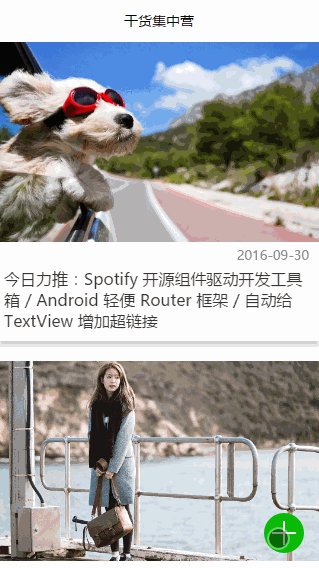 干货集中营
2016-09-30
今日力推：Spotify 开源组件驱动开发工具
箱 / Android 轻便 Router 框架 / 自动给
TextView 增加超链接